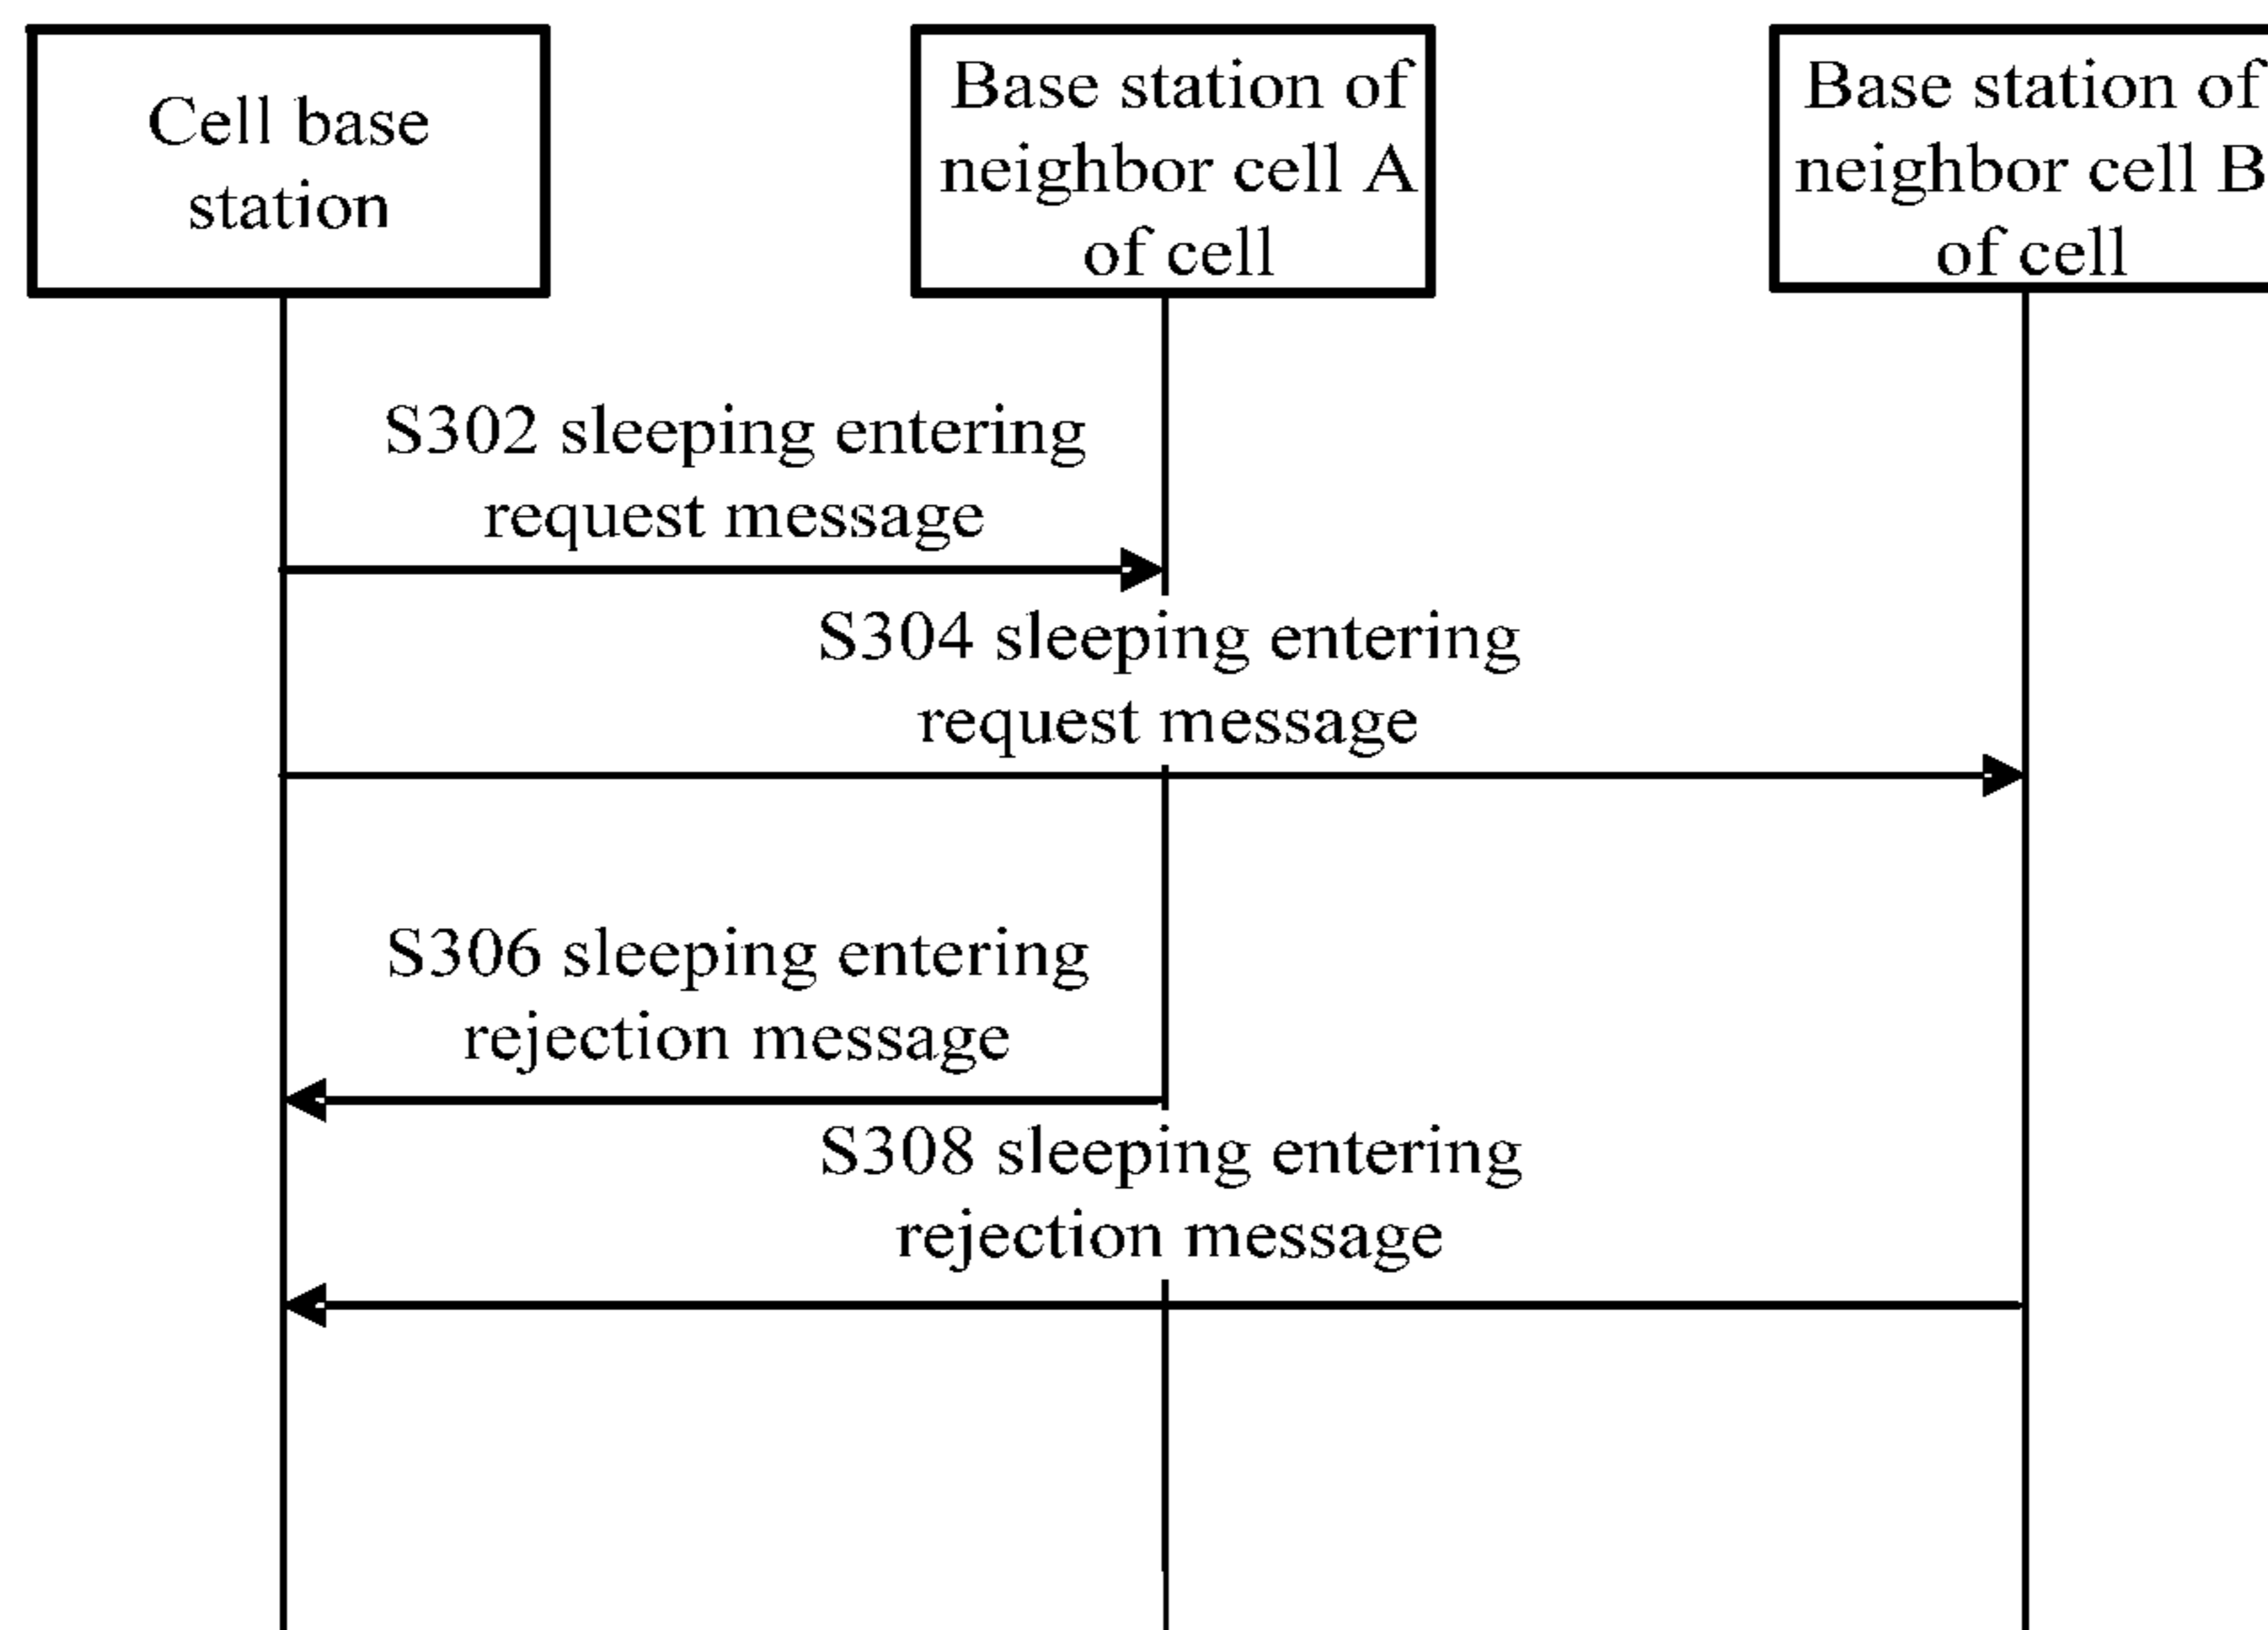 Cell base
station
Base station of
neighbor cell A
of cell
Base station of
neighbor cell B
of cell
S302 sleeping entering
request message
S304 sleeping entering
request message
S306 sleeping entering
rejection message
S308 sleeping entering
rejection message